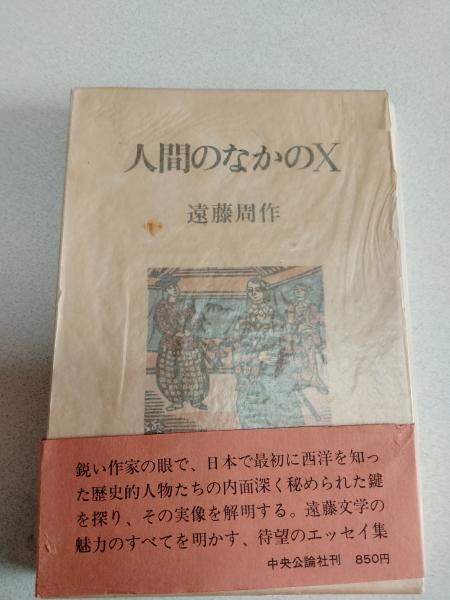 人間のなかのX
遠藤周作
鋭い作家の眼で、日本で最初に西洋を知っ
た歴史的人物たちの内面深く秘められた鍵
を探り、その実像を解明する。遠藤文学の
魅力のすべてを明かす、待望のエッセイ集
中央公論社刊 850円